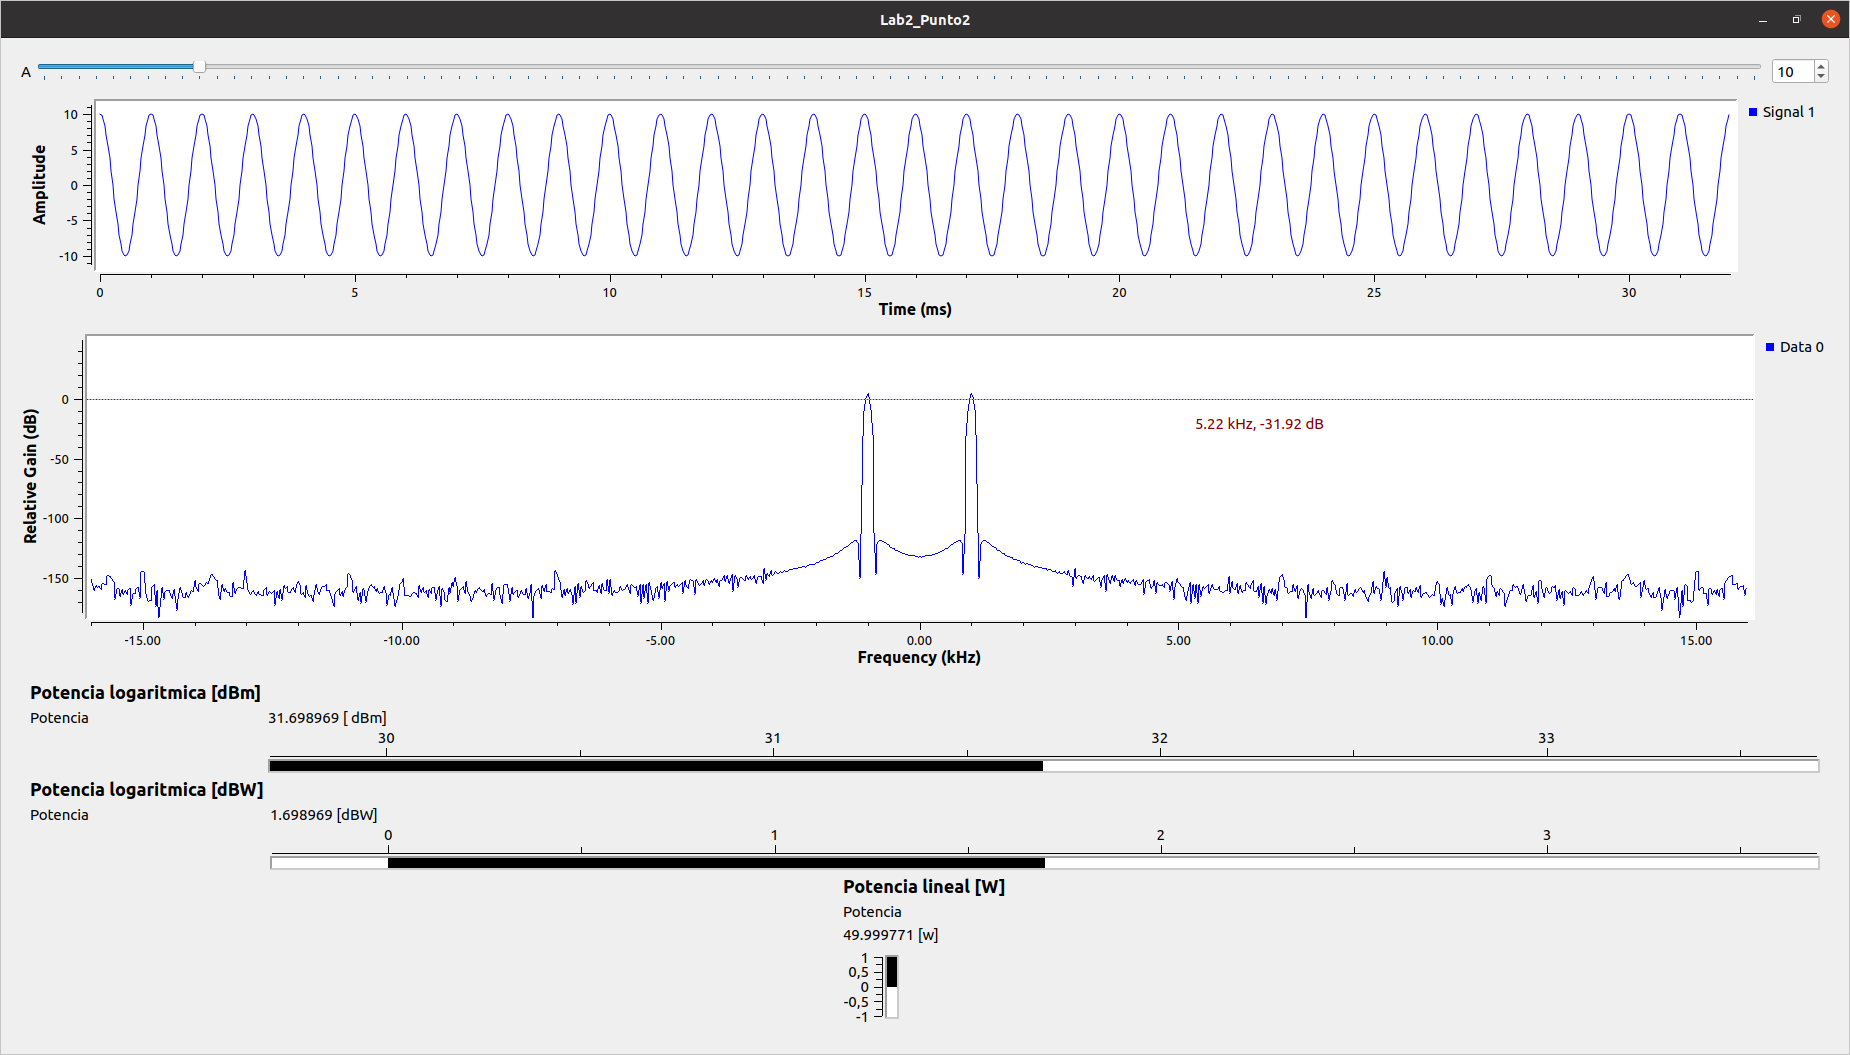 Lab2_Punto2
A
10
10
5
0
-5
-10
Amplitude
Signal 1
0 5 10 15 20 25 30
Time (ms)
0
-50
-100
-150
Relative Gain (dB)
Data 0
5.22 kHz, -31.92 dB
-15.00 -10.00 -5.00 0.00 5.00 10.00 15.00
Frequency (kHz)
Potencia logaritmica [dBm]
Potencia 31.698969 [ dBm]
30 31 32 33
Potencia logaritmica [dBW]
Potencia 1.698969 [dBW]
0 1 2 3
Potencia lineal [W]
Potencia
49.999771 [w]
1
0,5
0
-0,5
-1